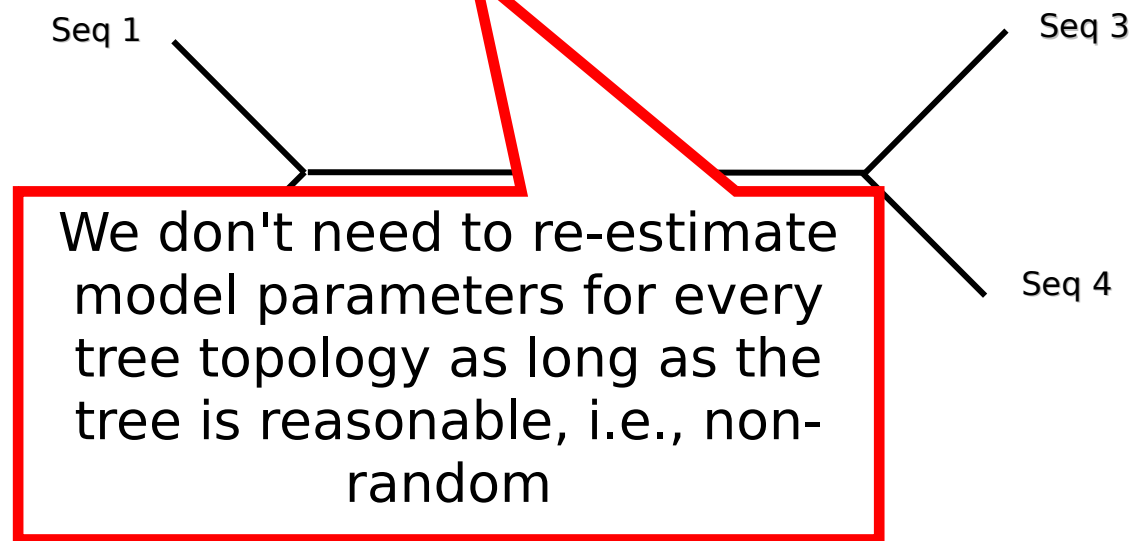 Seq 1
Seq 3
We don't need to re-estimate
model parameters for every
tree topology as long as the
tree is reasonable, i.e., non-
random
Seq 4